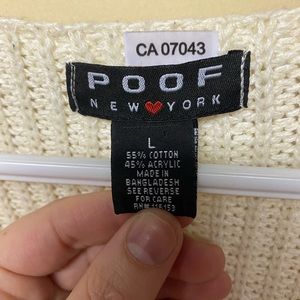 CA 07043
POOF
NEW YORK
L
55% COTTON
45% ACRYLIC
MADE IN
BANGLADESH
SEE REVERSE
FOR CARE